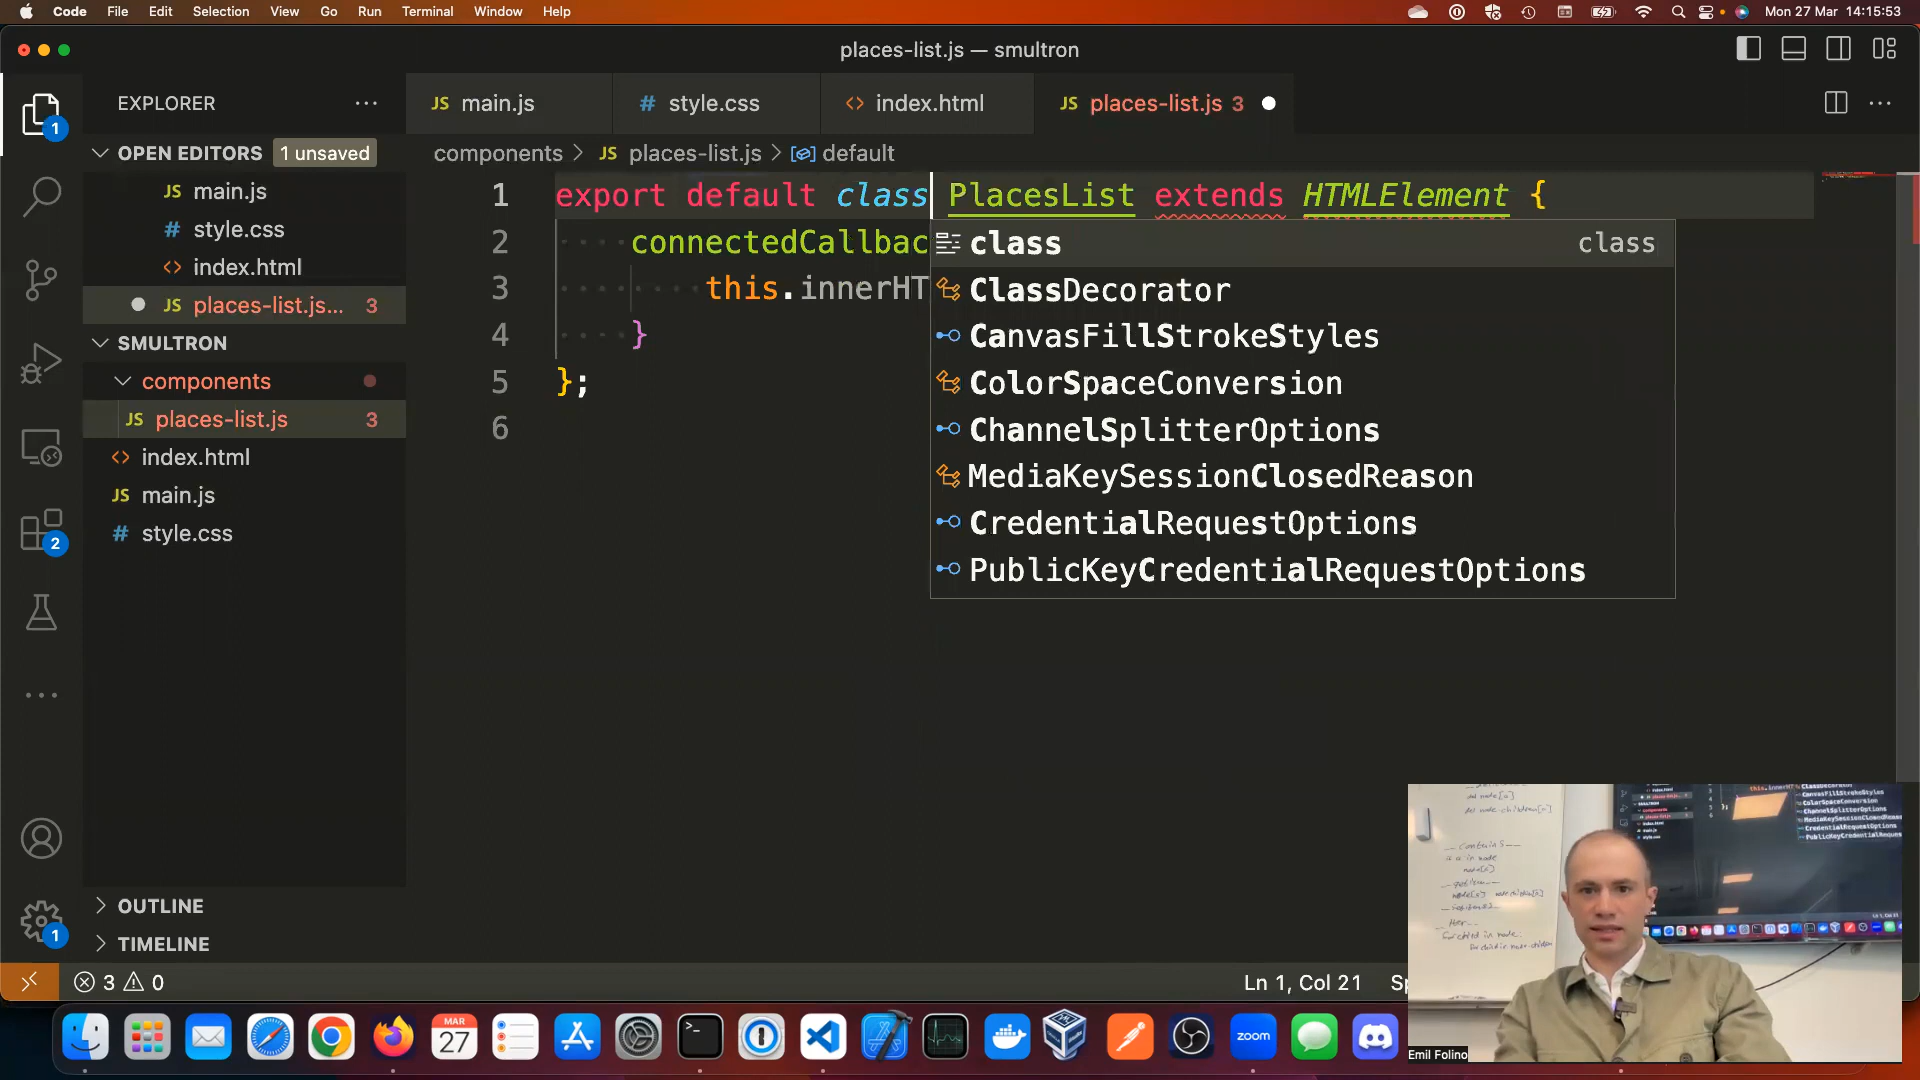 Code File Edit Selection View Go Run Terminal Window Help Mon 27 Mar 14:15:53
places-list.js — smultron
EXPLORER
main.js
style.css
index.html
places-list.js 3
OPEN EDITORS 1 unsaved
components > JS places-list.js > default
JS main.js
# style.css
<> index.html
JS places-list.js... 3
SMULTRON
components
JS places-list.js 3
<> index.html
JS main.js
# style.css
1 export default class PlacesList extends HTMLElement {
2 connectedCallbac
3 this.innerHT
4 }
5 };
6
class class
ClassDecorator
CanvasFillStrokeStyles
ColorSpaceConversion
ChannelSplitterOptions
MediaKeySessionClosedReason
CredentialRequestOptions
PublicKeyCredentialRequestOptions
1
2
1
OUTLINE
TIMELINE
3 0
Ln 1, Col 21 Sp
MAR
27
zoom
Emil Folino